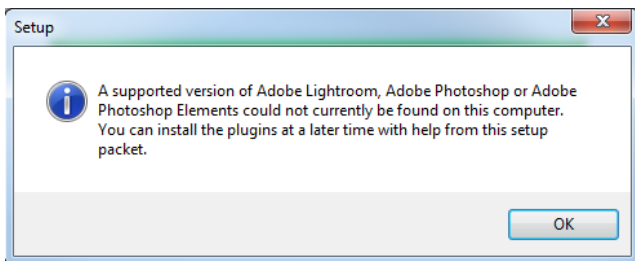 Setup
A supported version of Adobe Lightroom, Adobe Photoshop or Adobe
Photoshop Elements could not currently be found on this computer.
You can install the plugins at a later time with help from this setup
packet.
OK